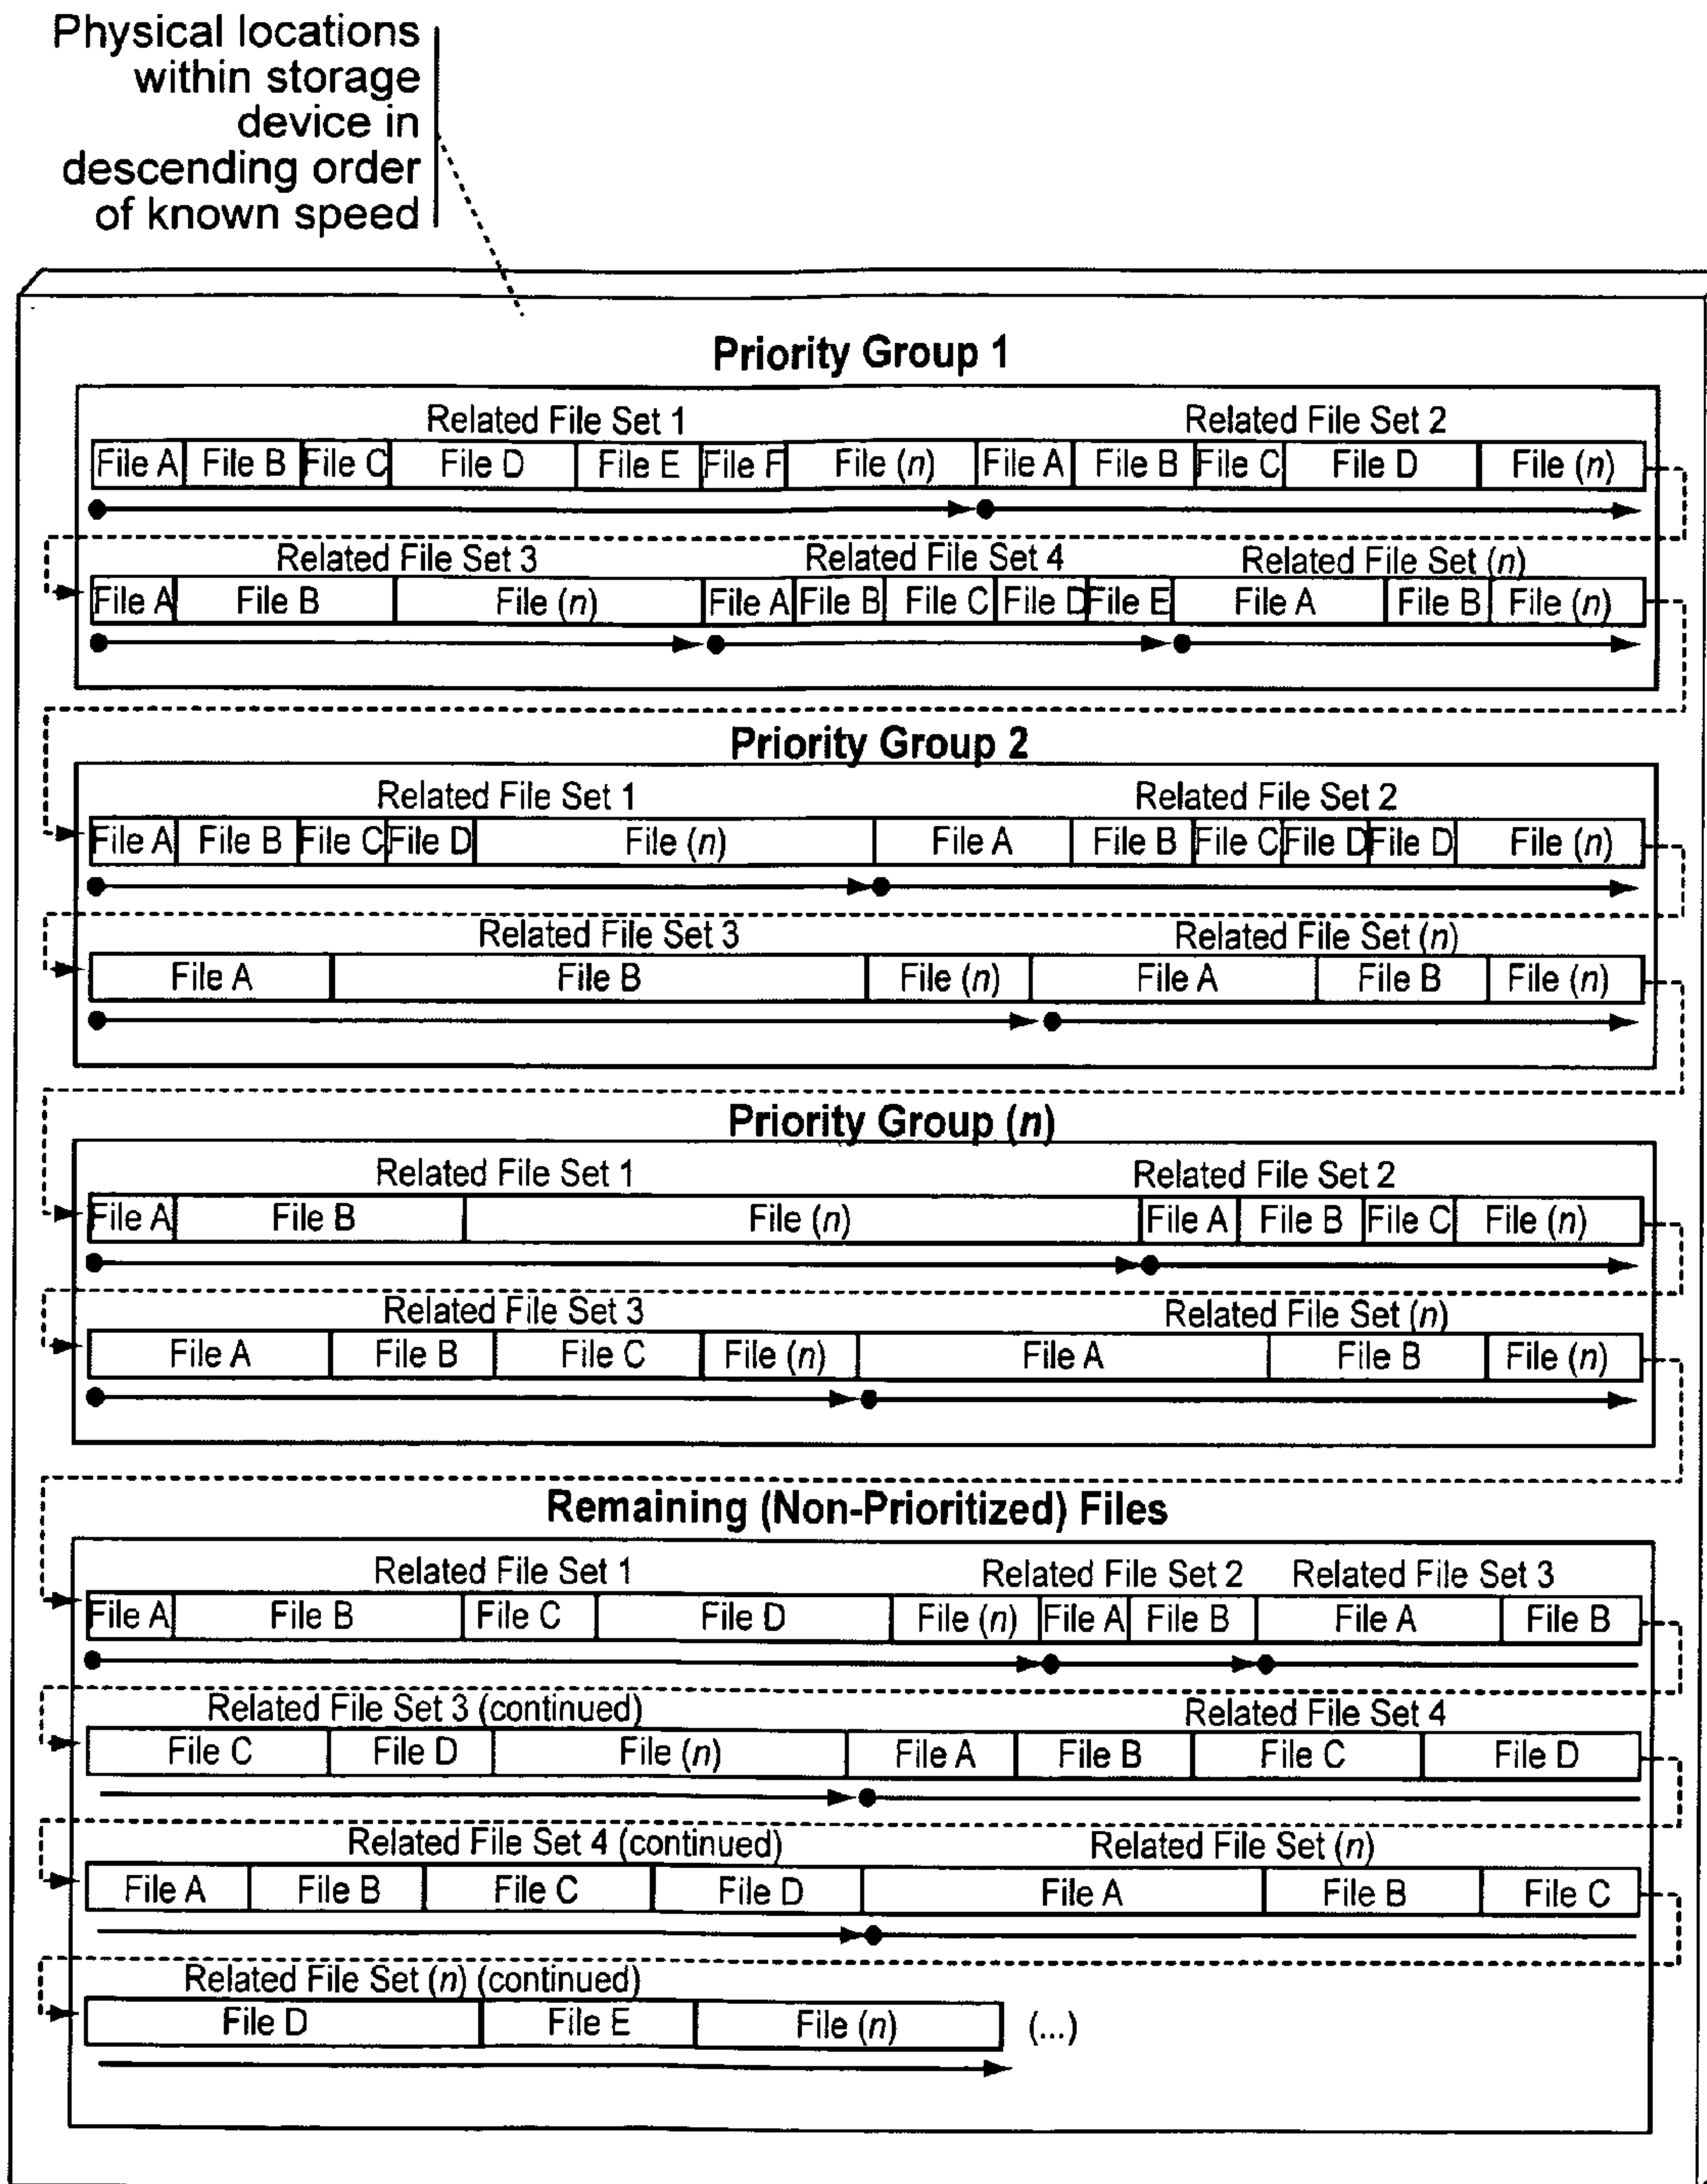 Physical locations
within storage
device in
descending order
of known speed
Priority Group 1
Related File Set 1 Related File Set 2
File A File B File C File D File E File F File (n) File A File B File C File D File (n)
Related File Set 3 Related File Set 4 Related File Set (n)
File A File B File (n) File A File B File C File D File E File A File B File (n)
Priority Group 2
Related File Set 1 Related File Set 2
File A File B File C File D File (n) File A File B File C File D File D File (n)
Related File Set 3 Related File Set (n)
File A File B File (n) File A File B File (n)
Priority Group (n)
Related File Set 1 Related File Set 2
File A File B File (n) File A File B File C File (n)
Related File Set 3 Related File Set (n)
File A File B File C File (n) File A File B File (n)
Remaining (Non-Prioritized) Files
Related File Set 1 Related File Set 2 Related File Set 3
File A File B File C File D File (n) File A File B File A File B
Related File Set 3 (continued) Related File Set 4
File C File D File (n) File A File B File C File D
Related File Set 4 (continued) Related File Set (n)
File A File B File C File D File A File B File C
Related File Set (n) (continued)
File D File E File (n) (...)